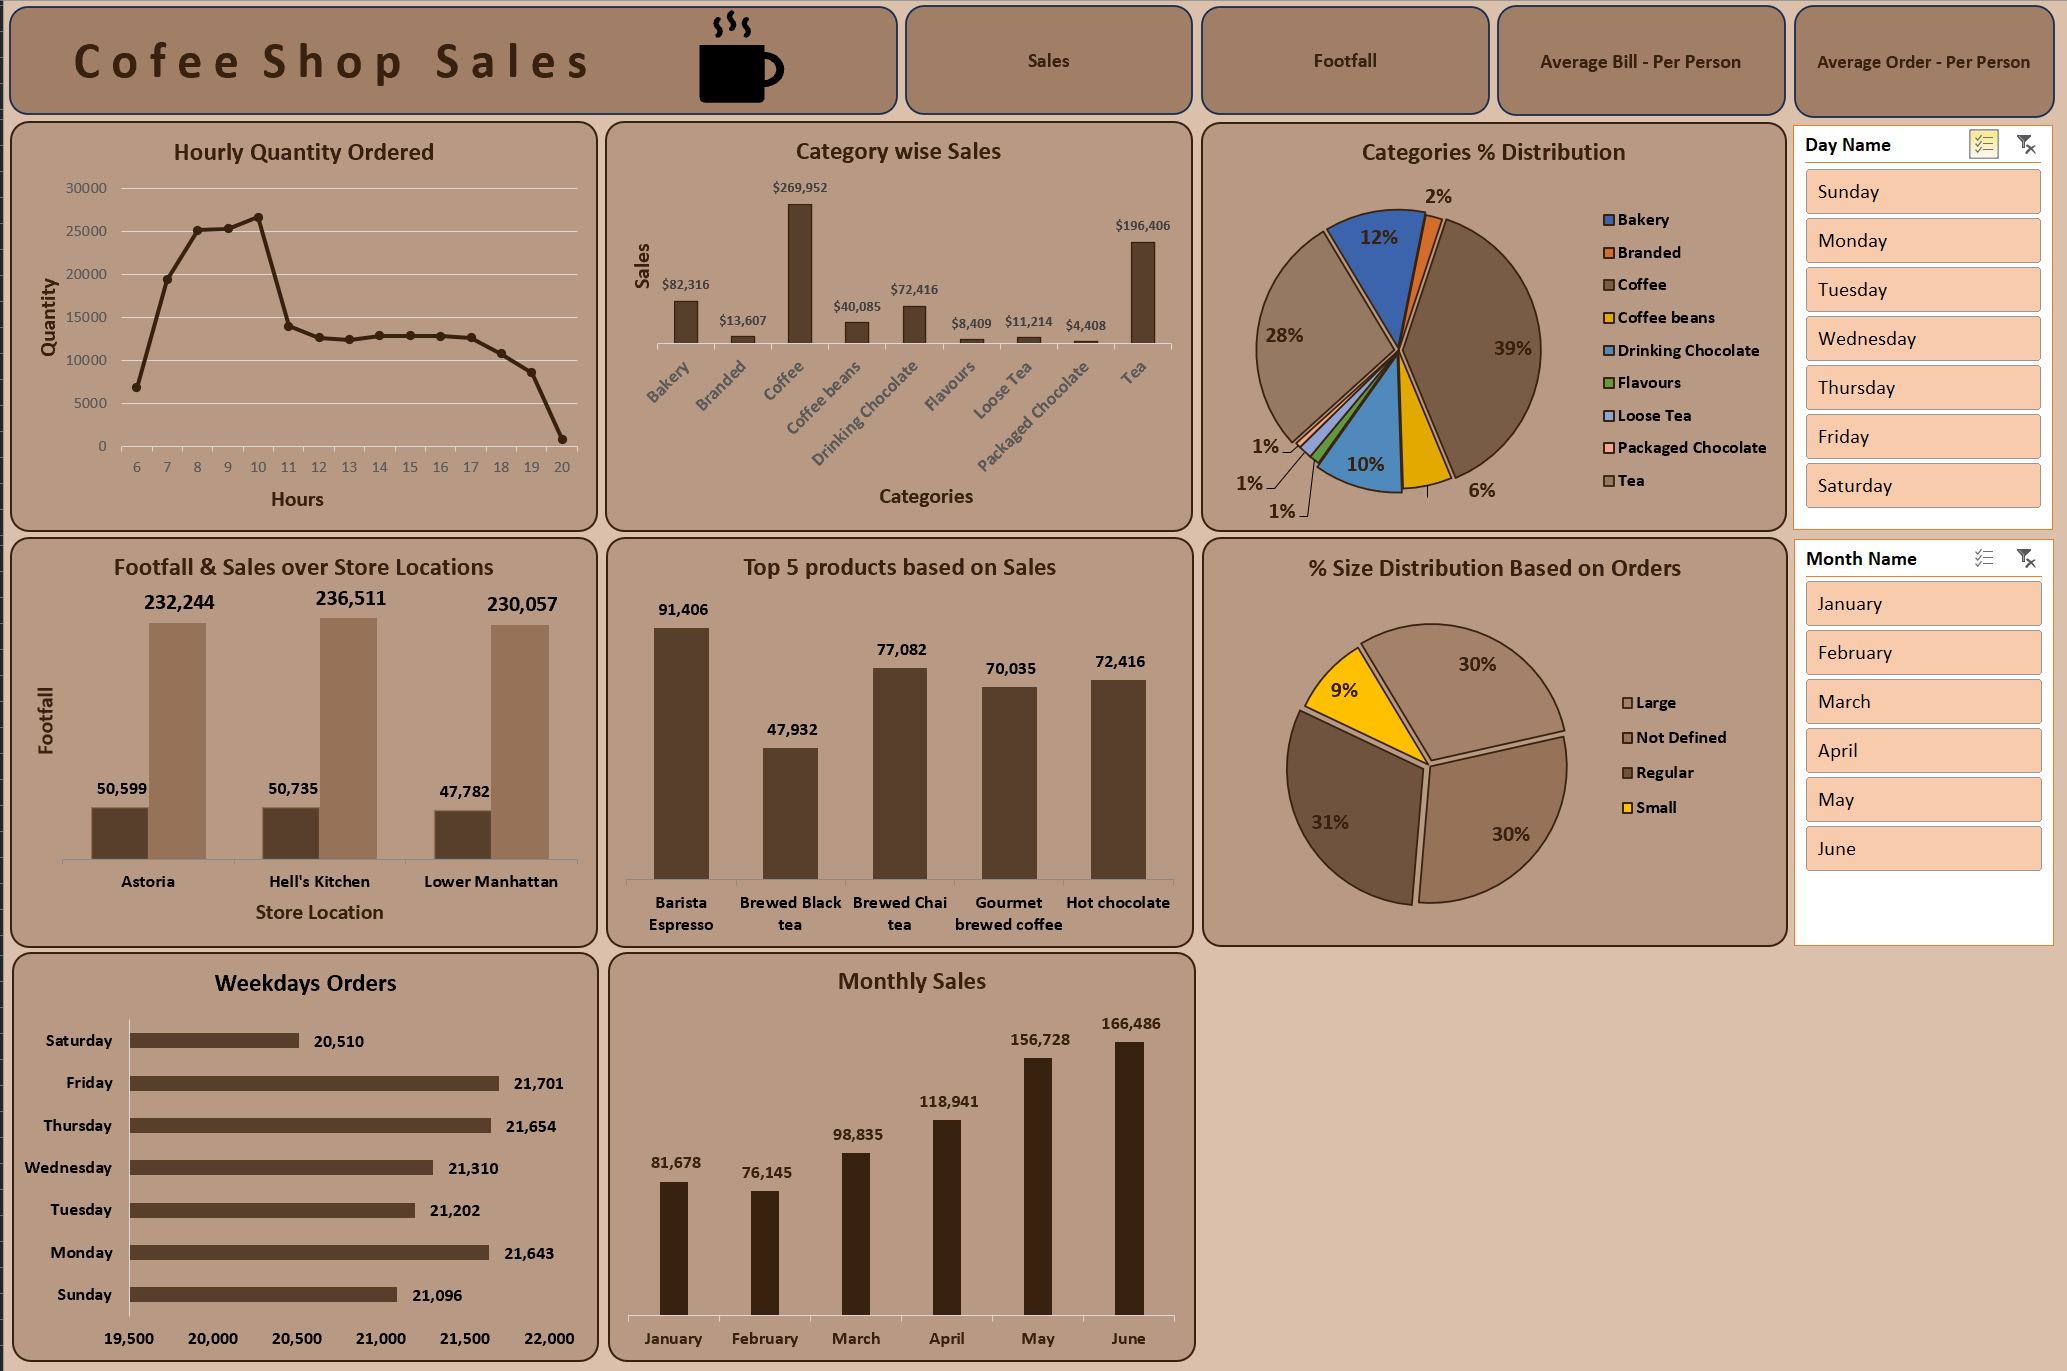 Cofee Shop Sales
Sales
Footfall
Average Bill - Per Person
Average Order - Per Person
Hourly Quantity Ordered
30000
25000
20000
15000
10000
5000
0
Quantity
6 7 8 9 10 11 12 13 14 15 16 17 18 19 20
Hours
Category wise Sales
Sales
$82,316
$13,607
$269,952
$40,085
$72,416
$8,409
$11,214
$4,408
$196,406
Bakery
Branded
Coffee
Coffee beans
Drinking Chocolate
Flavours
Loose Tea
Packaged Chocolate
Tea
Categories
Categories % Distribution
12%
2%
39%
6%
10%
1%
1%
1%
28%
Bakery
Branded
Coffee
Coffee beans
Drinking Chocolate
Flavours
Loose Tea
Packaged Chocolate
Tea
Day Name
Sunday
Monday
Tuesday
Wednesday
Thursday
Friday
Saturday
Footfall & Sales over Store Locations
Footfall
50,599
232,244
50,735
236,511
47,782
230,057
Astoria
Hell's Kitchen
Lower Manhattan
Store Location
Top 5 products based on Sales
91,406
47,932
77,082
70,035
72,416
Barista
Espresso
Brewed Black
tea
Brewed Chai
tea
Gourmet
brewed coffee
Hot chocolate
% Size Distribution Based on Orders
30%
30%
31%
9%
Large
Not Defined
Regular
Small
Month Name
January
February
March
April
May
June
Weekdays Orders
Saturday 20,510
Friday 21,701
Thursday 21,654
Wednesday 21,310
Tuesday 21,202
Monday 21,643
Sunday 21,096
19,500 20,000 20,500 21,000 21,500 22,000
Monthly Sales
81,678
76,145
98,835
118,941
156,728
166,486
January February March April May June